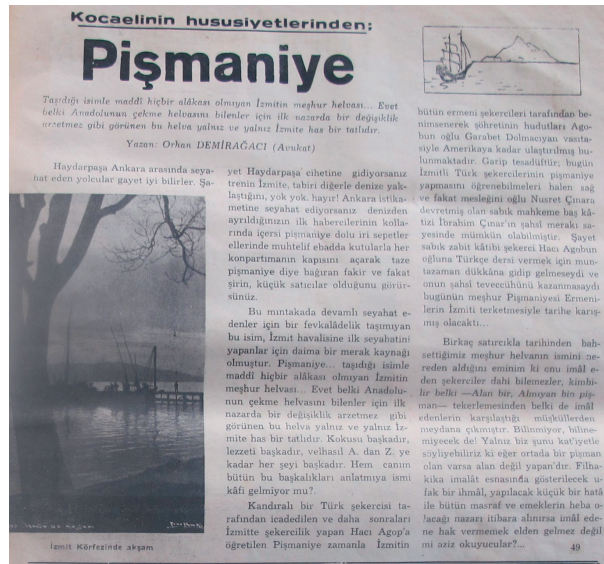 Kocaelinin hususiyetlerinden;
Pişmaniye
Taşıdığı isimle maddî hiçbir alâkası olmıyan İzmitin meşhur helvası... Evet
belki Anadolunun çekme helvasını bilenler için ilk nazarda bir değişiklik
arzetmez gibi görünen bu helva yalnız ve yalnız İzmite has bir tatlıdır.
Yazan: Orhan DEMİRAĞACI (Avukat)
Haydarpaşa Ankara arasında seya-
hat eden yolcular gayet iyi bilirler. Şa-
İzmit Körfezinde akşam
yet Haydarpaşa cihetine gidiyorsanız
trenin İzmite, tabiri diğerle denize yak-
laştığını, yok yok. hayır! Ankara istika-
metine seyahat ediyorsanız denizden
ayrıldığınızın ilk habercilerinin kolla-
rında içersi pişmaniye dolu iri sepetler
ellerinde muhtelif ebadda kutularla her
konpartımanın kapısını açarak taze
pişmaniye diye bağıran fakir ve fakat
şirin, küçük satıcılar olduğunu görür-
sünüz.
Bu mıntakada devamlı seyahat e-
denler için bir fevkalâdelik taşımıyan
bu isim, İzmit havalisine ilk seyahatini
yapanlar için daima bir merak kaynağı
olmuştur. Pişmaniye... taşıdığı isimle
maddî hiçbir alâkası olmıyan İzmitin
meşhur helvası... Evet belki Anadolu-
nun çekme helvasını bilenler için ilk
nazarda bir değişiklik arzetmez gibi
görünen bu helva yalnız ve yalnız İz-
mite has bir tatlıdır. Kokusu başkadır,
lezzeti başkadır, velhasıl A. dan Z. ye
kadar her şeyi başkadır. Hem canım
bütün bu başkalıkları anlatmıya ismi
kâfi gelmiyor mu?.
Kandıralı bir Türk şekercisi ta-
rafından icadedilen ve daha sonraları
İzmitte şekercilik yapan Hacı Agop'a
öğretilen Pişmaniye zamanla İzmitin
bütün ermeni şekercileri tarafından be-
nimsenerek şöhretinin hudutları Ago-
bun oğlu Garabet Dolmacıyan vasıta-
siyle Amerikaya kadar ulaştırılmış bu-
lunmaktadır. Garip tesadüftür; bugün
İzmitli Türk şekercilerinin pişmaniye
yapmasını öğrenebilmeleri halen sağ
ve fakat mesleğini oğlu Nusret Çınara
devretmiş olan sabık mahkeme baş kâ-
tizi İbrahim Çınar'ın şahsî merakı sa-
yesinde mümkün olabilmiştir. Şayet
sabık zabit kâtibi şekerci Hacı Agobun
oğluna Türkçe dersi vermek için mun-
tazaman dükkâna gidip gelmeseydi ve
onun şahsî teveccühünü kazanmasaydı
bugünün meşhur Pişmaniyesi Ermeni-
lerin İzmiti terketmesiyle tarihe karış-
mış olacaktı...
Birkaç satırcıkla tarihinden bah-
settiğimiz meşhur helvanın ismini ne-
reden aldığını eminim ki onu imâl e-
den şekerciler dahi bilemezler, kimbi-
lir belki —Alan bir, Almıyan bin piş-
man— tekerlemesinden belki de imâl
edenlerin karşılaştığı müşküllerden
meydana çıkmıştır. Bilinmiyor, biline-
miyecek de! Yalnız biz şunu kat'iyetle
söyliyebiliriz ki eğer ortada bir pişman
olan varsa alan değil yapan'dır. Filha-
kika imalât esnasında gösterilecek u-
fak bir ihmâl, yapılacak küçük bir hatâ
ile bütün masraf ve emeklerin heba o-
lacağı nazarı itibara alınırsa imâl ede-
ne hak vermemek elden gelmez değil
mi aziz okuyucular?...
49